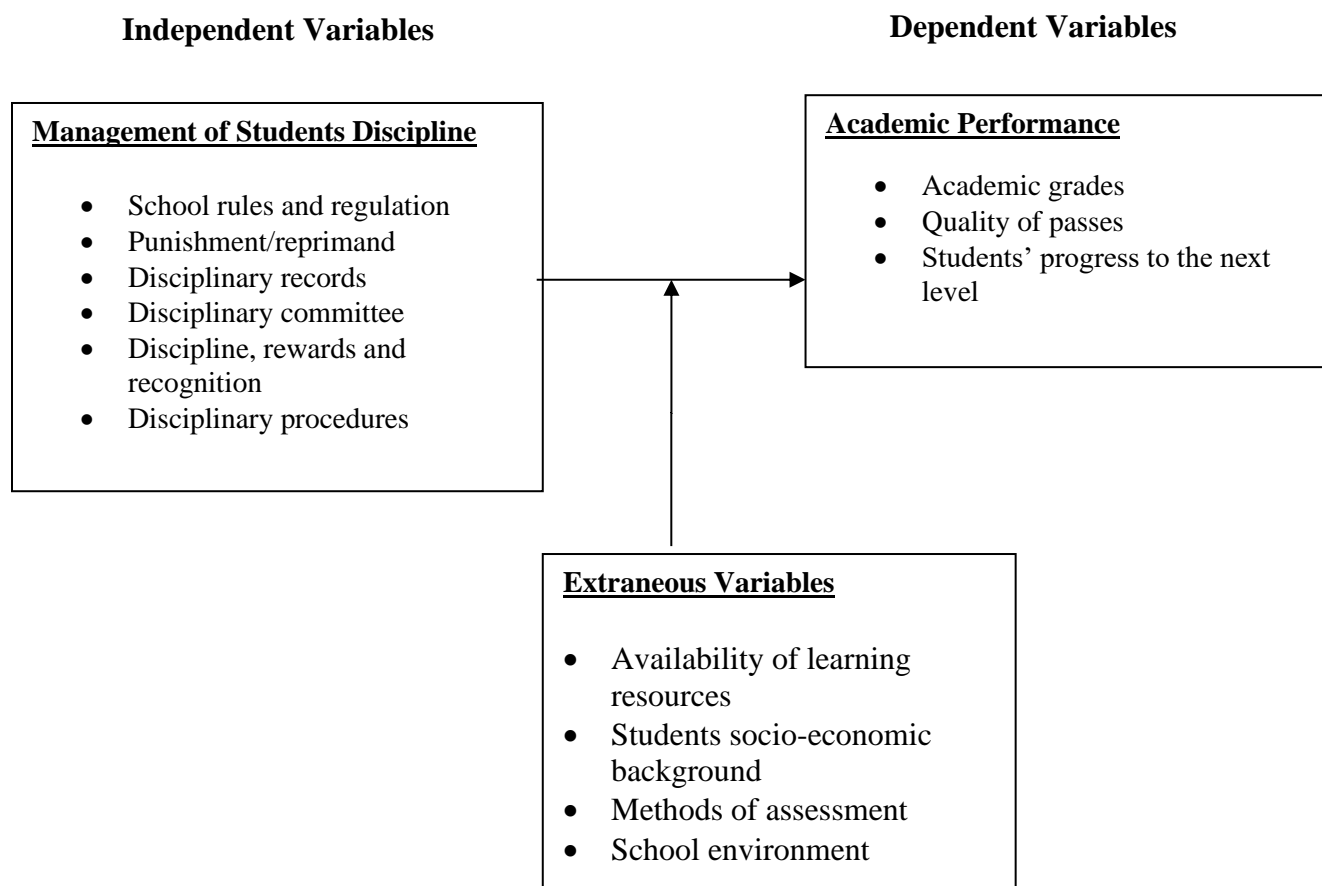 Independent Variables
Dependent Variables
Management of Students Discipline
• School rules and regulation
• Punishment/reprimand
• Disciplinary records
• Disciplinary committee
• Discipline, rewards and
recognition
• Disciplinary procedures
Academic Performance
• Academic grades
• Quality of passes
• Students’ progress to the next
level
Extraneous Variables
• Availability of learning
resources
• Students socio-economic
background
• Methods of assessment
• School environment